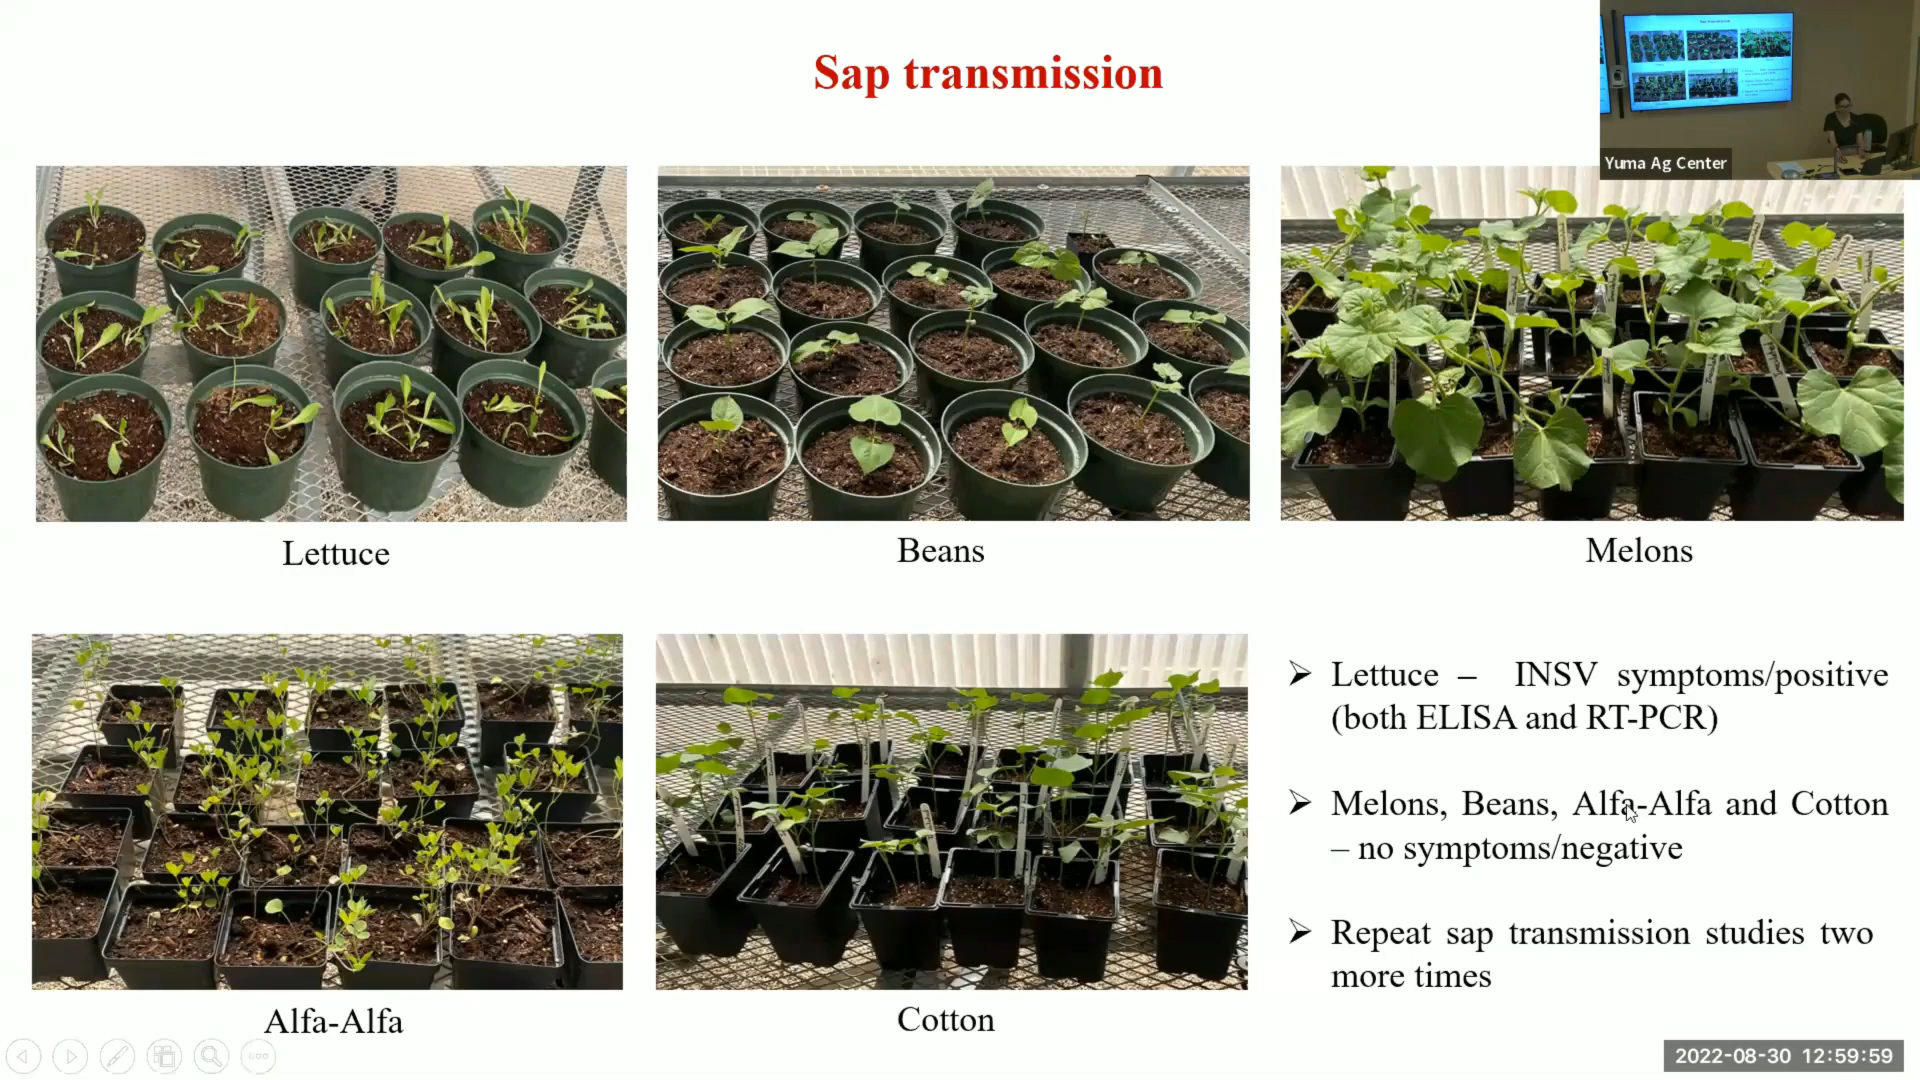 Sap transmission
Yuma Ag Center
Lettuce
Beans
Melons
Alfa-Alfa
Cotton
➢ Lettuce – INSV symptoms/positive
(both ELISA and RT-PCR)
➢ Melons, Beans, Alfa-Alfa and Cotton
– no symptoms/negative
➢ Repeat sap transmission studies two
more times
2022-08-30 12:59:59